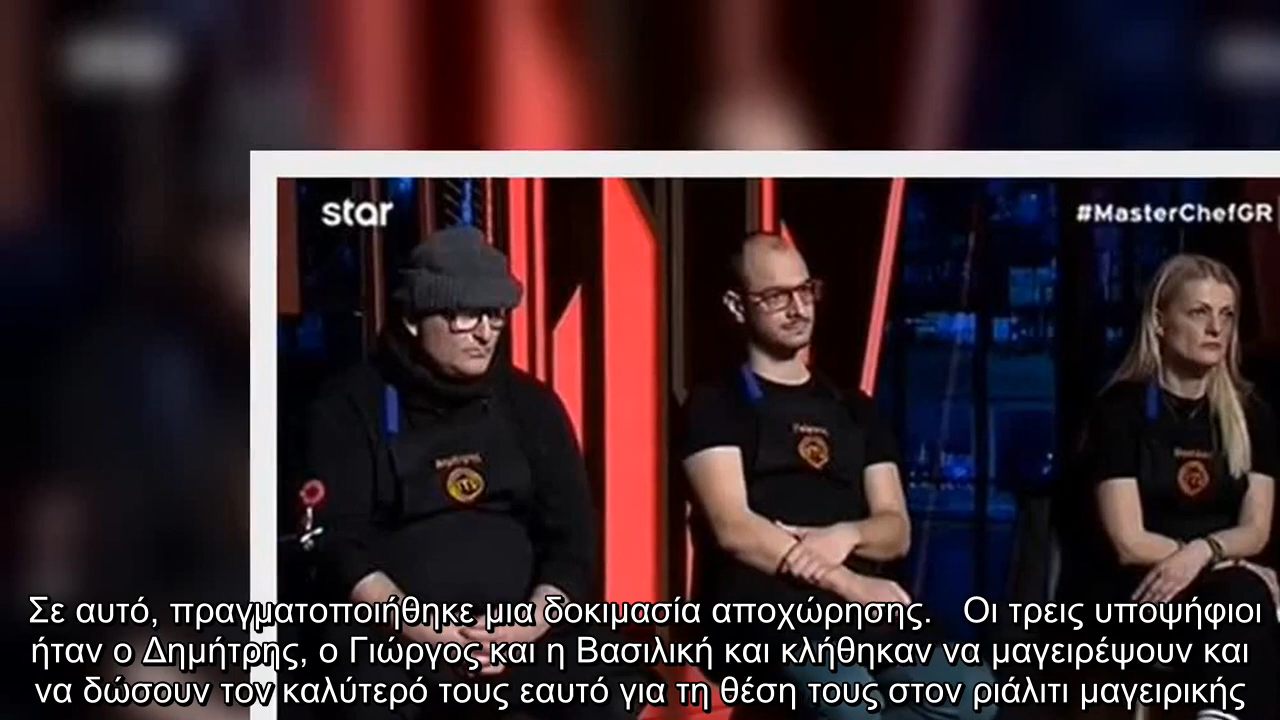 star
#MasterChefGR
Σε αυτό, πραγματοποιήθηκε μια δοκιμασία αποχώρησης. Οι τρεις υποψήφιοι
ήταν ο Δημήτρης, ο Γιώργος και η Βασιλική και κλήθηκαν να μαγειρέψουν και
να δώσουν τον καλύτερό τους εαυτό για τη θέση τους στον ριάλιτι μαγειρικής